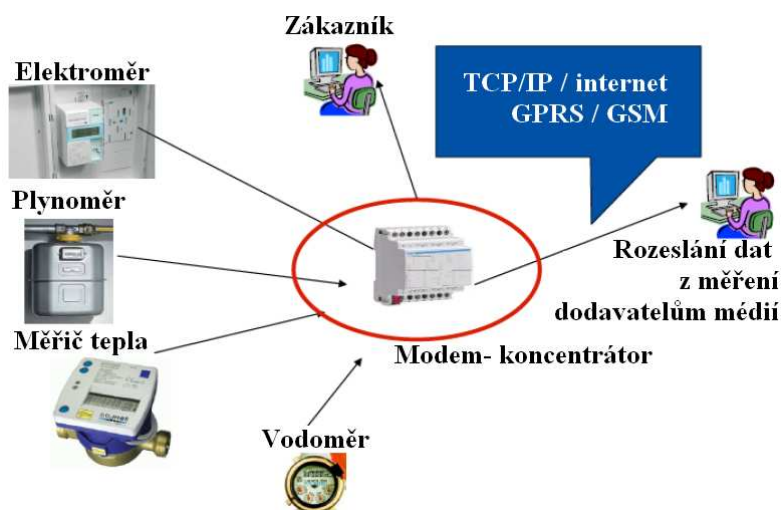 Zákazník
Elektroměr
TCP/IP / internet
GPRS / GSM
Plynoměr
Rozeslání dat
z měření
dodavatelům médií
Měřič tepla
Modem- koncentrátor
Vodoměr